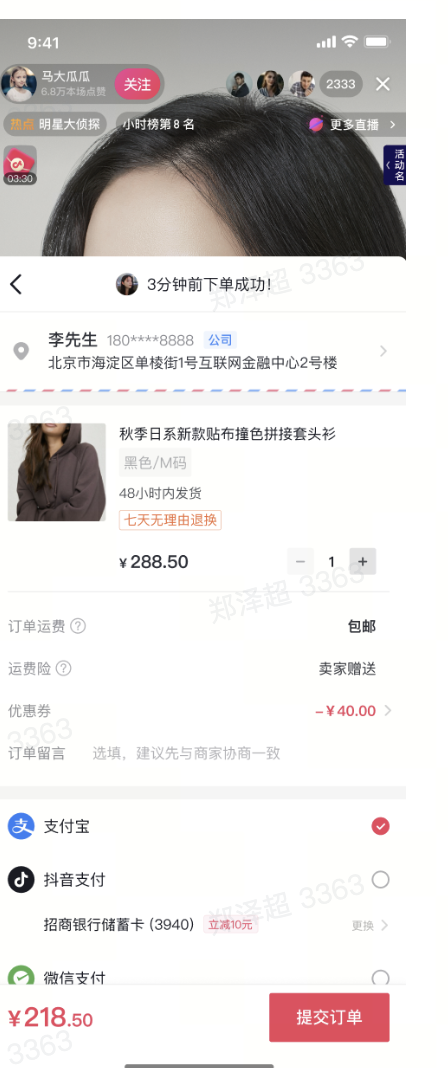 9:41
马大瓜瓜
6.8万本场点赞
关注
2333
热点 明星大侦探
小时榜第8名
更多直播
活动名
03:30
3分钟前下单成功!
郑泽超 3363
李先生 180****8888 公司
北京市海淀区单棱街1号互联网金融中心2号楼
3363
秋季日系新款贴布撞色拼接套头衫
黑色/M码
48小时内发货
七天无理由退换
¥288.50
1
郑泽超 3363
订单运费
包邮
运费险
卖家赠送
优惠券
-¥40.00
3363
订单留言 选填,建议先与商家协商一致
支付宝
抖音支付
郑泽超 3363
招商银行储蓄卡 (3940) 立减10元
更换
微信支付
¥218.50
提交订单
3363